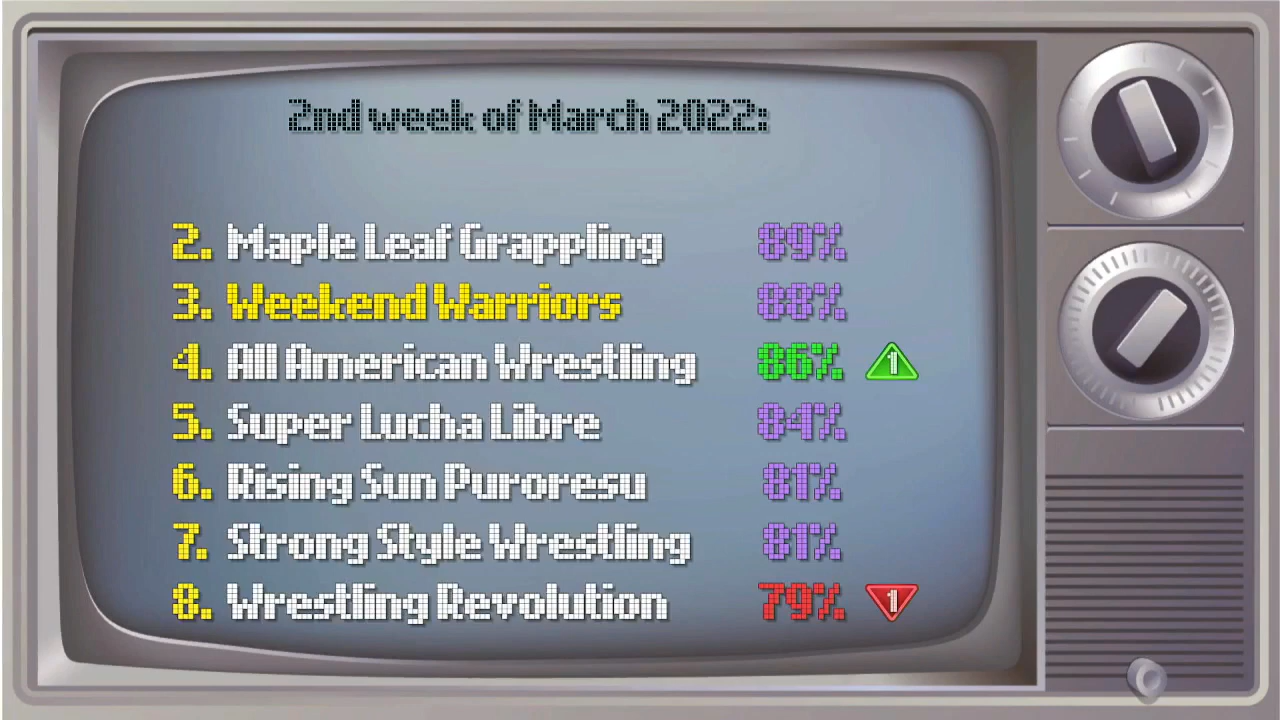 2nd week of March 2022:
2. Maple Leaf Grappling 89%
3. Weekend Warriors 88%
4. All American Wrestling 86% 1
5. Super Lucha Libre 84%
6. Rising Sun Puroresu 81%
7. Strong Style Wrestling 81%
8. Wrestling Revolution 79% 1